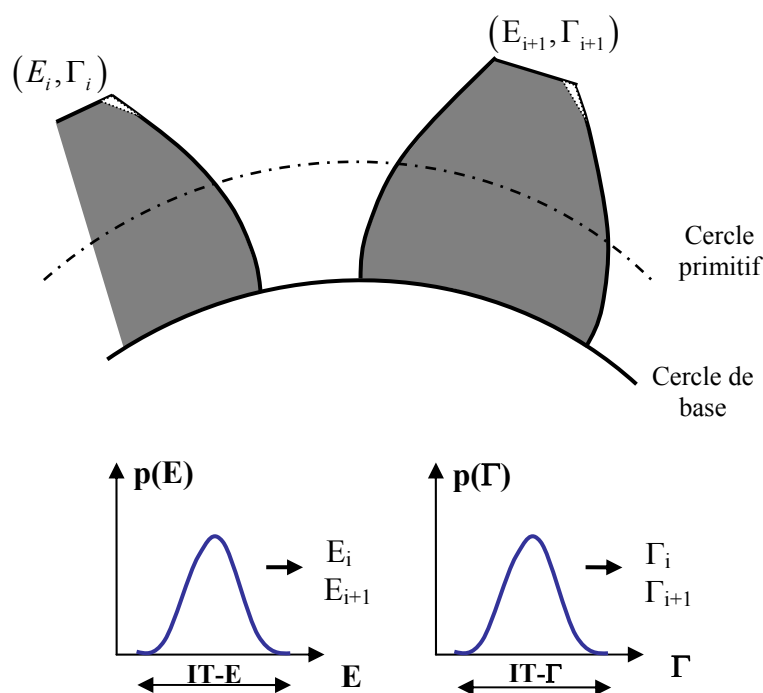 (E_i, Γ_i)
(E_{i+1}, Γ_{i+1})
Cercle
primitif
Cercle de
base
p(E)
E_i
E_{i+1}
IT-E
E
p(Γ)
Γ_i
Γ_{i+1}
IT-Γ
Γ